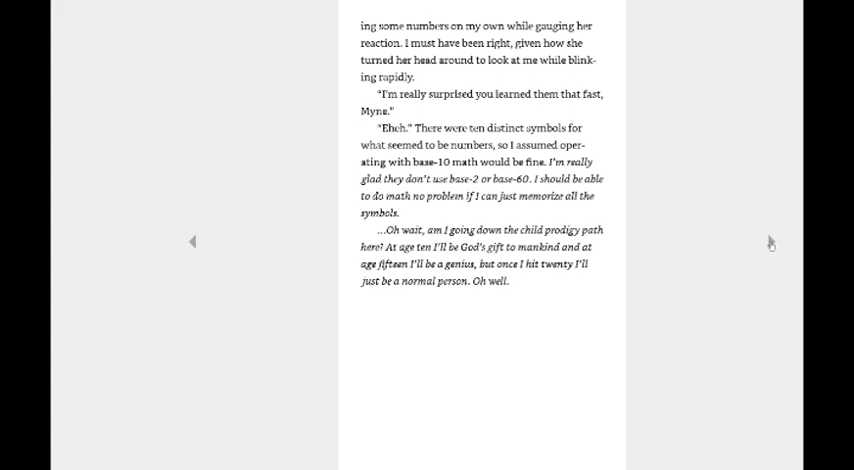 ing some numbers on my own while gauging her
reaction. I must have been right, given how she
turned her head around to look at me while blink-
ing rapidly.
“I’m really surprised you learned them that fast,
Myne.”
“Eheh.” There were ten distinct symbols for
what seemed to be numbers, so I assumed oper-
ating with base-10 math would be fine. I’m really
glad they don’t use base-2 or base-60. I should be able
to do math no problem if I can just memorize all the
symbols.
...Oh wait, am I going down the child prodigy path
here? At age ten I’ll be God’s gift to mankind and at
age fifteen I’ll be a genius, but once I hit twenty I’ll
just be a normal person. Oh well.